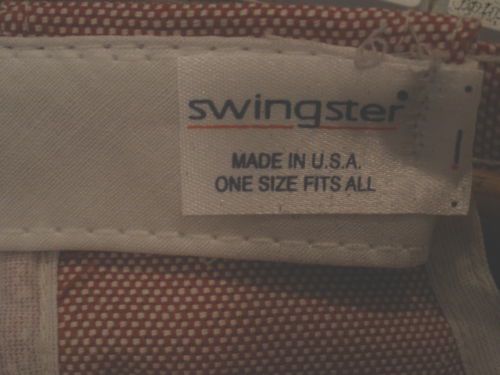 swingster
MADE IN U.S.A.
ONE SIZE FITS ALL